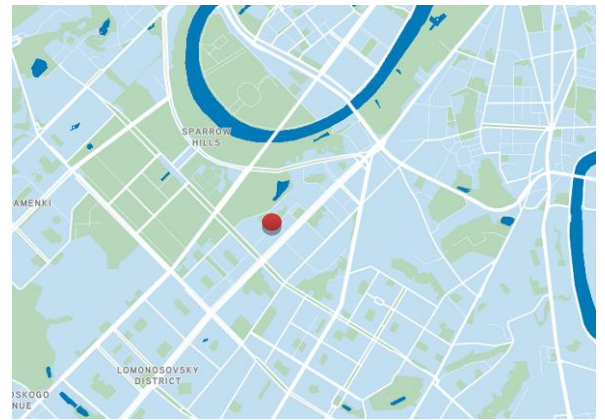 SPARROW
HILLS
AMENKI
LOMONOSOVSKY
DISTRICT
OSKOGO
NUE